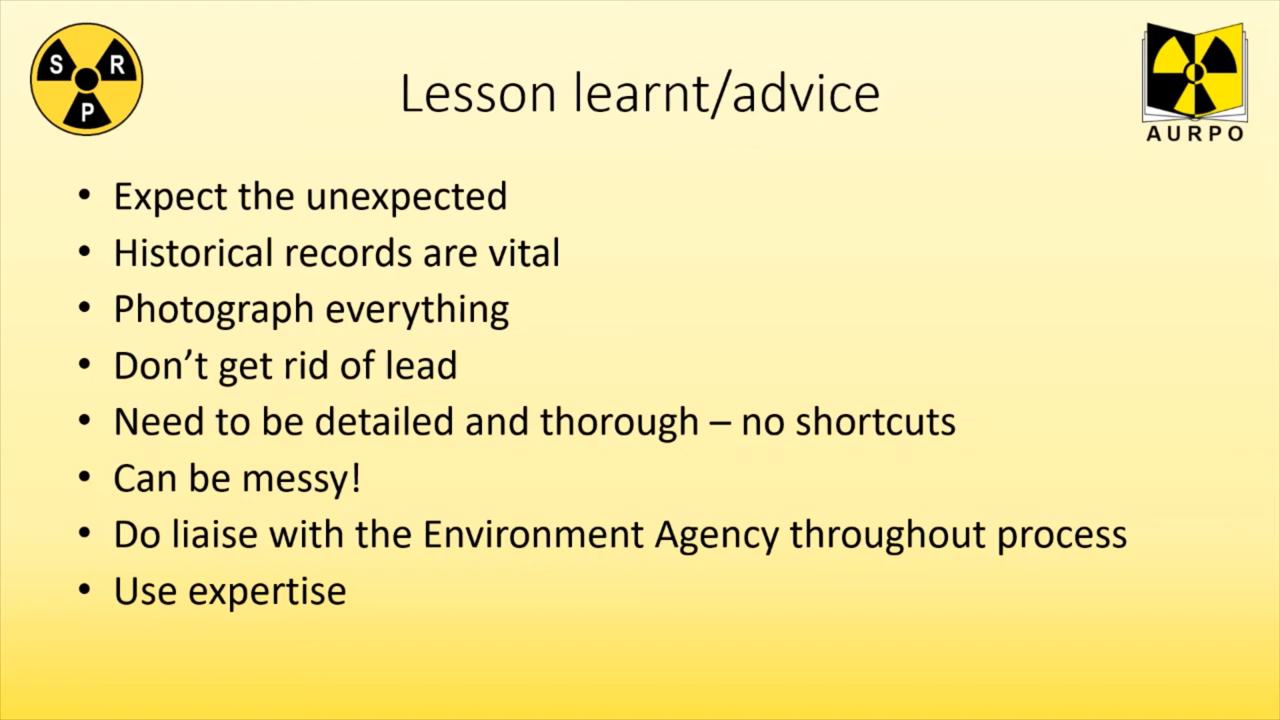 S R
P
Lesson learnt/advice
AURPO
• Expect the unexpected
• Historical records are vital
• Photograph everything
• Don’t get rid of lead
• Need to be detailed and thorough – no shortcuts
• Can be messy!
• Do liaise with the Environment Agency throughout process
• Use expertise